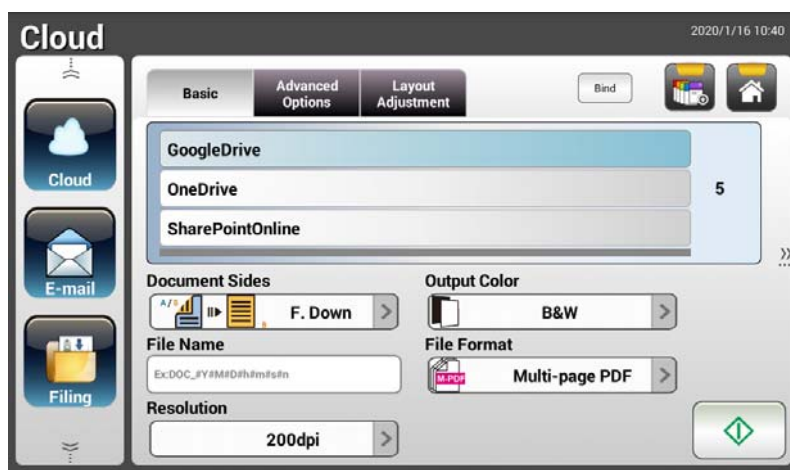 Cloud
2020/1/16 10:40
Basic
Advanced
Options
Layout
Adjustment
Bind
Cloud
E-mail
Filing
GoogleDrive
OneDrive
SharePointOnline
5
Document Sides
F. Down
Output Color
B&W
File Name
Ex:DOC_#Y#M#D#h#m#s#n
File Format
M-PDF
Multi-page PDF
Resolution
200dpi